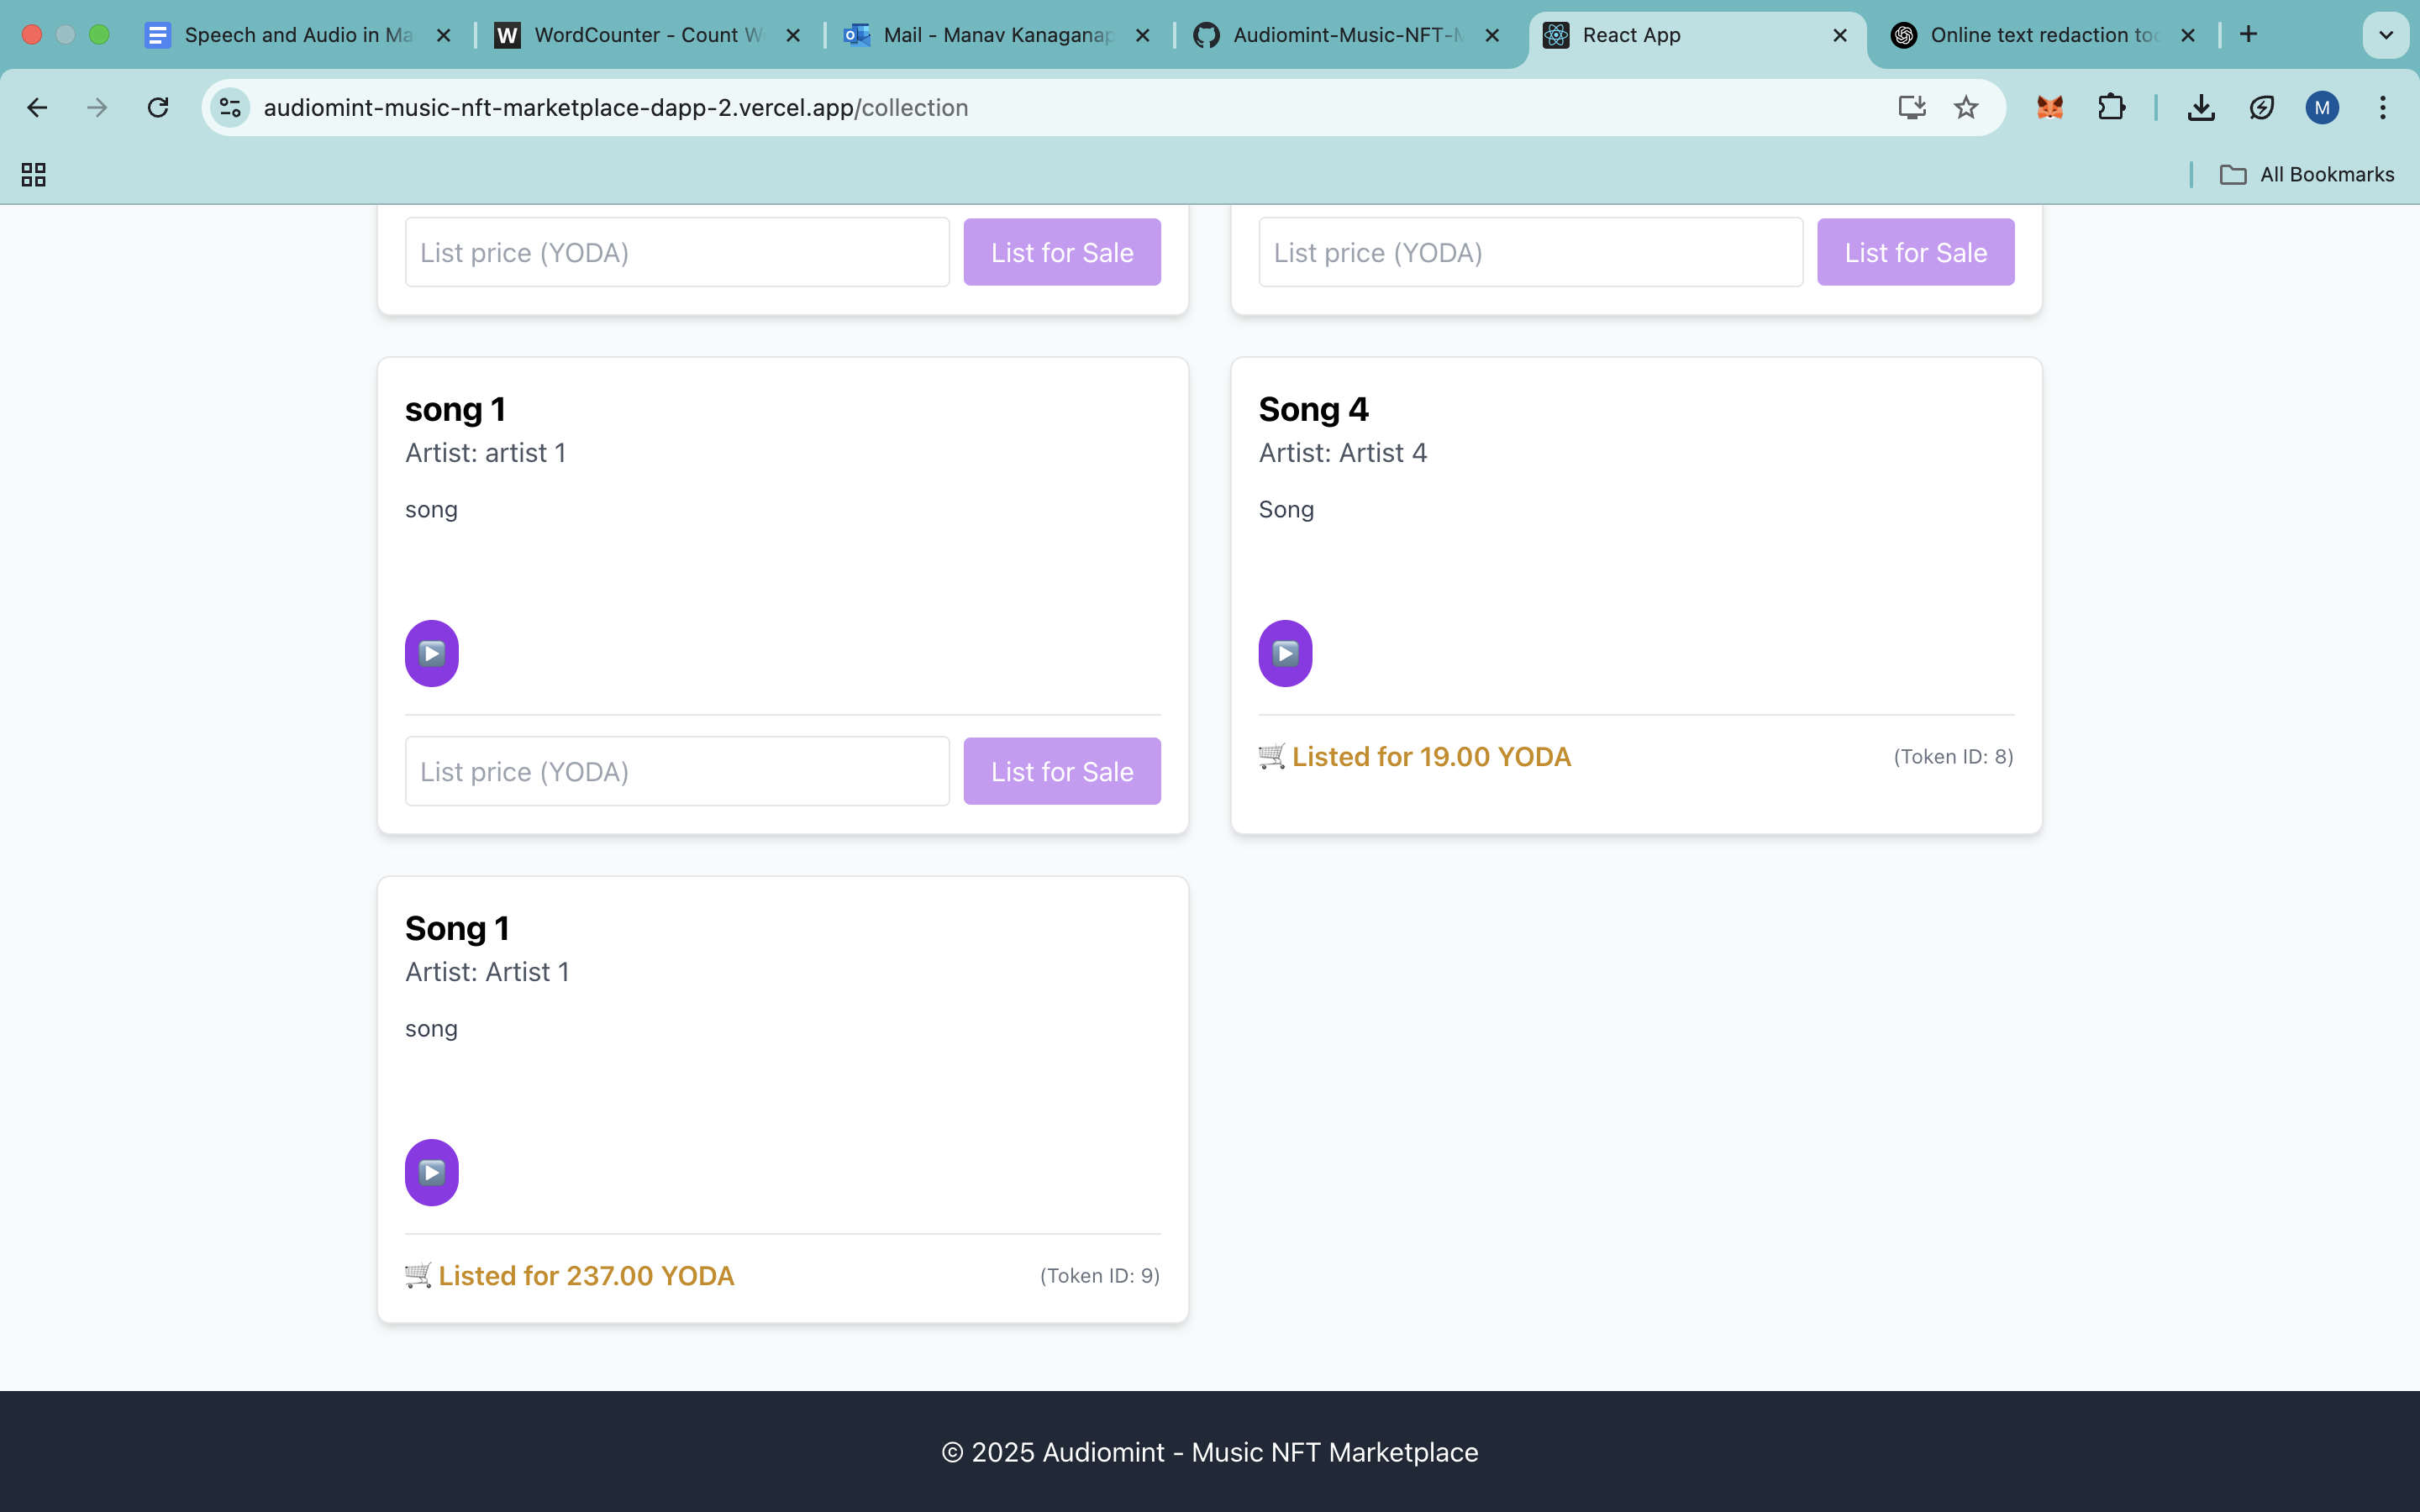 Speech and Audio in Ma
WordCounter - Count W
Mail - Manav Kanaganap
Audiomint-Music-NFT-M
React App
Online text redaction too
audiomint-music-nft-marketplace-dapp-2.vercel.app/collection
M
All Bookmarks
List price (YODA)
List for Sale
List price (YODA)
List for Sale
song 1
Artist: artist 1
song
List price (YODA)
List for Sale
Song 4
Artist: Artist 4
Song
🛒 Listed for 19.00 YODA
(Token ID: 8)
Song 1
Artist: Artist 1
song
🛒 Listed for 237.00 YODA
(Token ID: 9)
© 2025 Audiomint - Music NFT Marketplace